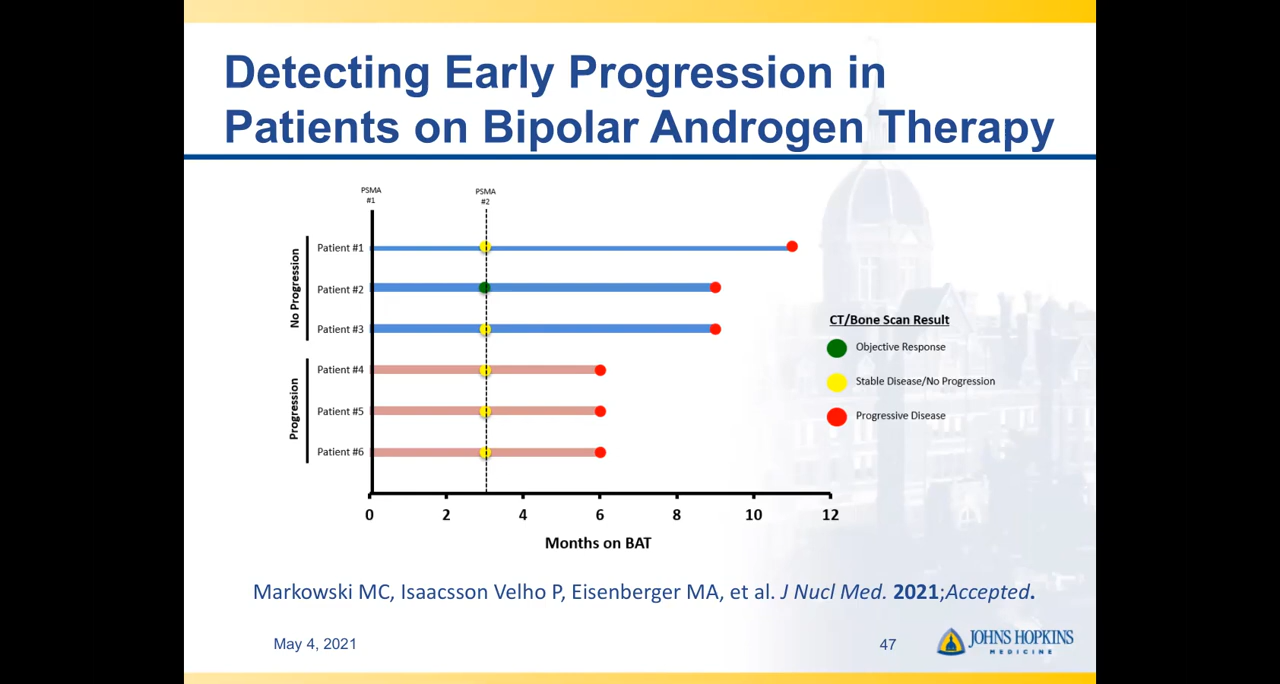 Detecting Early Progression in
Patients on Bipolar Androgen Therapy
PSMA
#1
PSMA
#2
No Progression
Patient #1
Patient #2
Patient #3
Progression
Patient #4
Patient #5
Patient #6
0 2 4 6 8 10 12
Months on BAT
CT/Bone Scan Result
Objective Response
Stable Disease/No Progression
Progressive Disease
Markowski MC, Isaacsson Velho P, Eisenberger MA, et al. J Nucl Med. 2021;Accepted.
May 4, 2021
47
JOHNS HOPKINS
MEDICINE